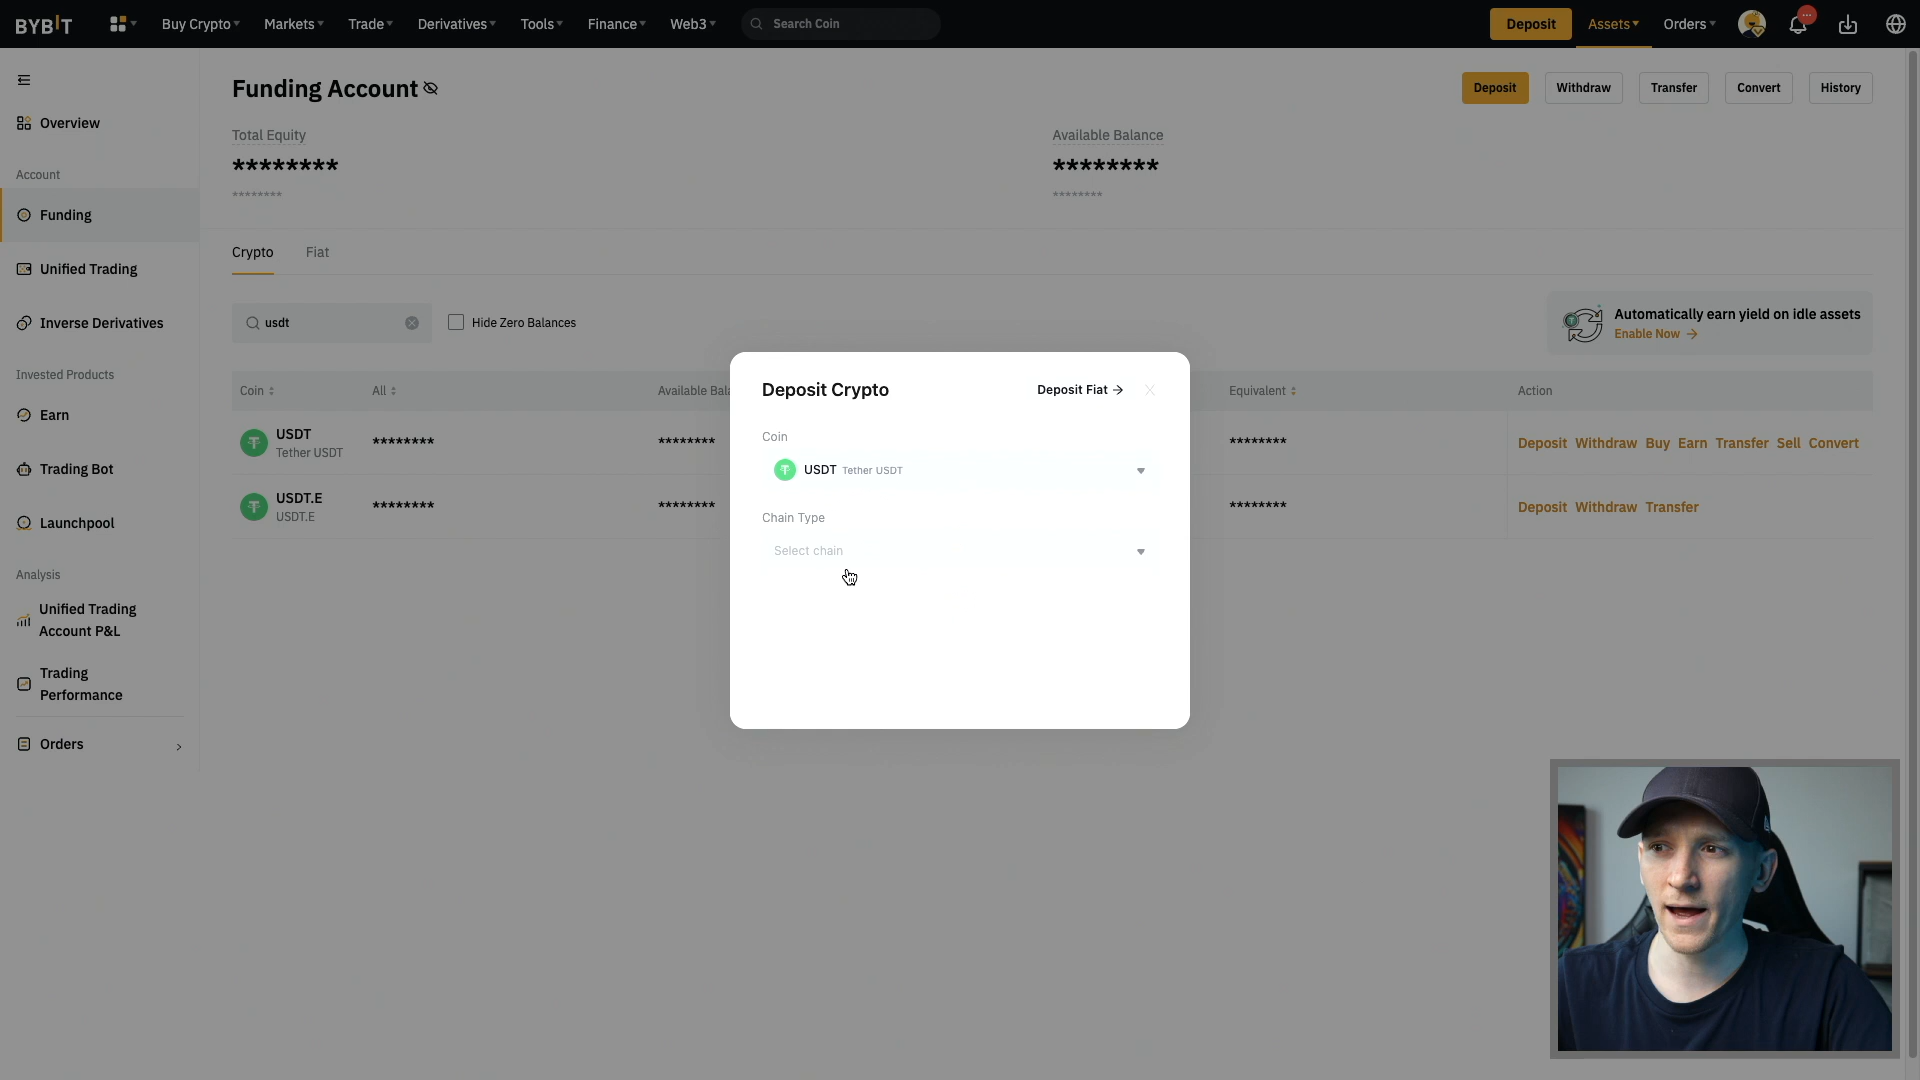 BYBIT
Buy Crypto
Markets
Trade
Derivatives
Tools
Finance
Web3
Search Coin
Deposit
Assets
Orders
Funding Account
Deposit
Withdraw
Transfer
Convert
History
Overview
Total Equity
Available Balance
********
********
********
********
Account
Funding
Unified Trading
Inverse Derivatives
Invested Products
Earn
Trading Bot
Launchpool
Analysis
Unified Trading
Account P&L
Trading
Performance
Orders
Crypto
Fiat
usdt
Hide Zero Balances
Automatically earn yield on idle assets
Enable Now →
Coin
All
Available Bala
Equivalent
Action
USDT
Tether USDT
********
********
********
Deposit Withdraw Buy Earn Transfer Sell Convert
USDT.E
USDT.E
********
********
********
Deposit Withdraw Transfer
Deposit Crypto
Deposit Fiat →
Coin
USDT Tether USDT
Chain Type
Select chain